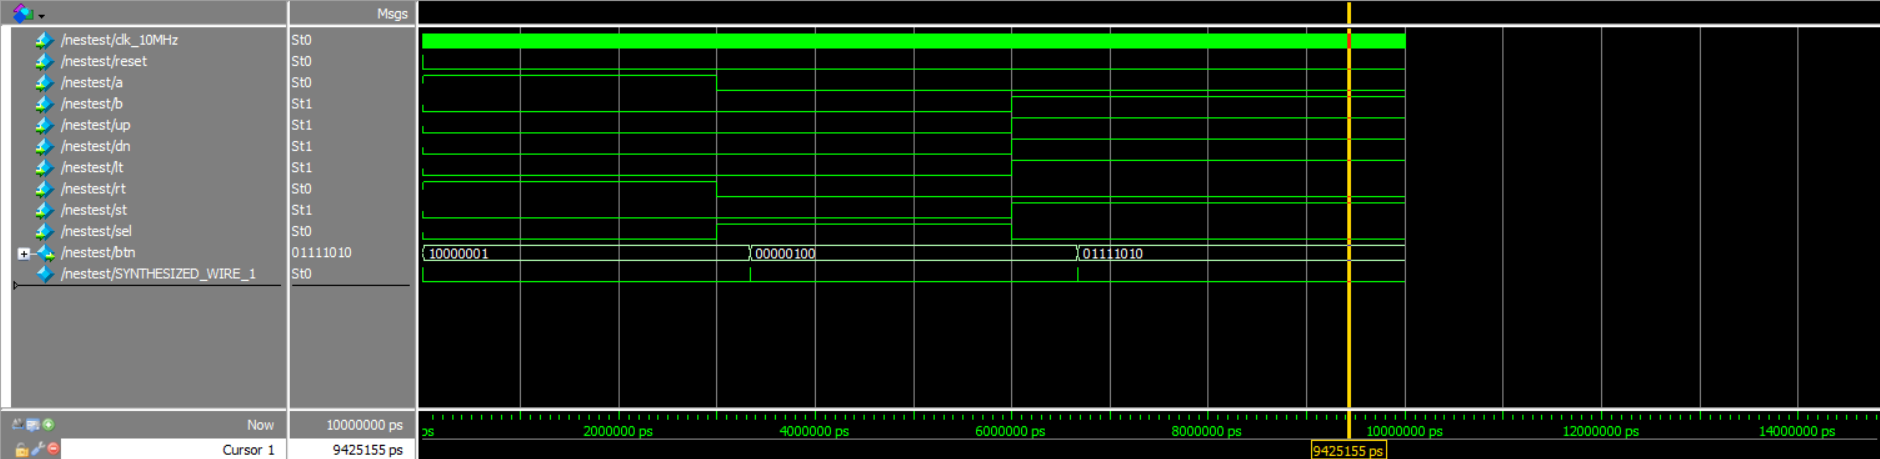 Msgs
/nestest/clk_10MHz St0
/nestest/reset St0
/nestest/a St0
/nestest/b St1
/nestest/up St1
/nestest/dn St1
/nestest/lt St1
/nestest/rt St0
/nestest/st St1
/nestest/sel St0
/nestest/btn 01111010 10000001 00000100 01111010
/nestest/SYNTHESIZED_WIRE_1 St0
Now 10000000 ps ps 2000000 ps 4000000 ps 6000000 ps 8000000 ps 10000000 ps 12000000 ps 14000000 ps
Cursor 1 9425155 ps 9425155 ps